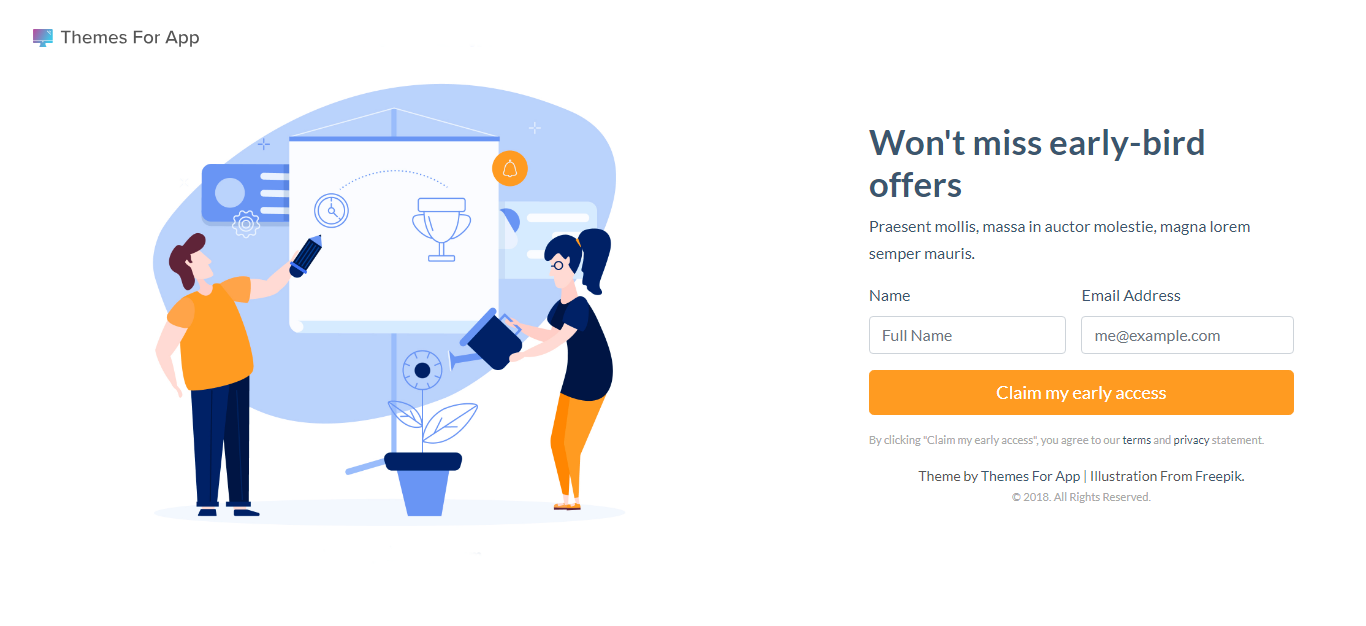 Themes For App
Won't miss early-bird
offers
Praesent mollis, massa in auctor molestie, magna lorem
semper mauris.
Name
Email Address
Full Name
me@example.com
Claim my early access
By clicking "Claim my early access", you agree to our terms and privacy statement.
Theme by Themes For App | Illustration From Freepik.
© 2018. All Rights Reserved.